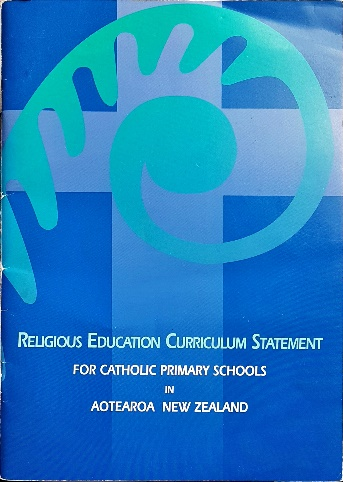 RELIGIOUS EDUCATION CURRICULUM STATEMENT
FOR CATHOLIC PRIMARY SCHOOLS
IN
AOTEAROA NEW ZEALAND